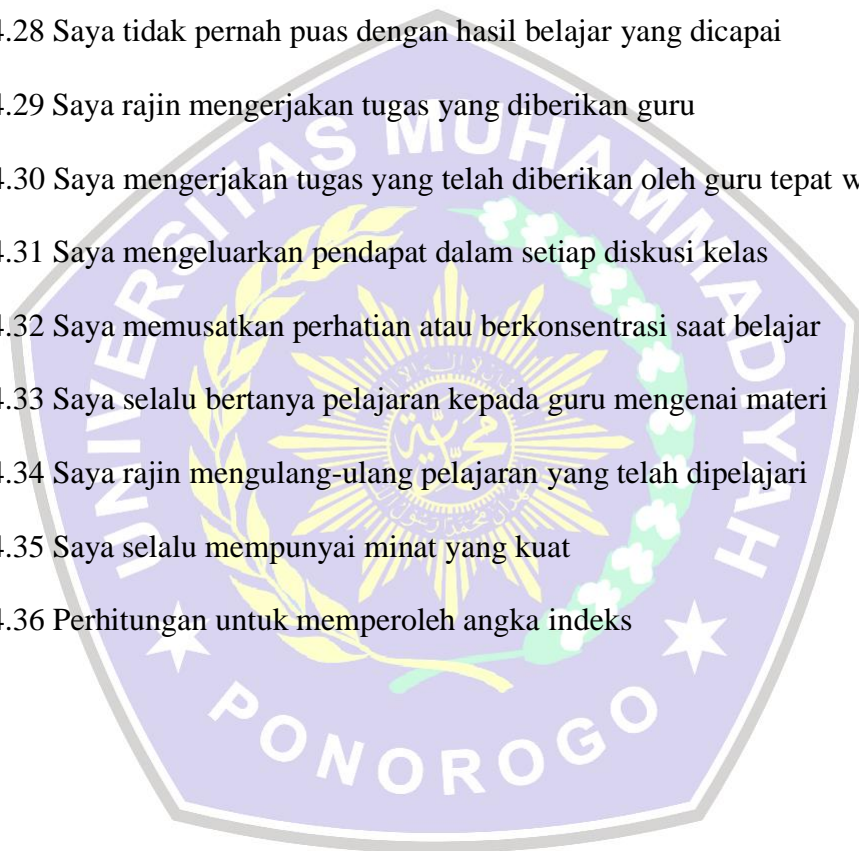 4.28 Saya tidak pernah puas dengan hasil belajar yang dicapai
4.29 Saya rajin mengerjakan tugas yang diberikan guru
4.30 Saya mengerjakan tugas yang telah diberikan oleh guru tepat
4.31 Saya mengeluarkan pendapat dalam setiap diskusi kelas
4.32 Saya memusatkan perhatian atau berkonsentrasi saat belajar
4.33 Saya selalu bertanya pelajaran kepada guru mengenai materi
4.34 Saya rajin mengulang-ulang pelajaran yang telah dipelajari
4.35 Saya selalu mempunyai minat yang kuat
4.36 Perhitungan untuk memperoleh angka indeks
UNIVERSITAS MUHAMMADIYAH
PONOROGO